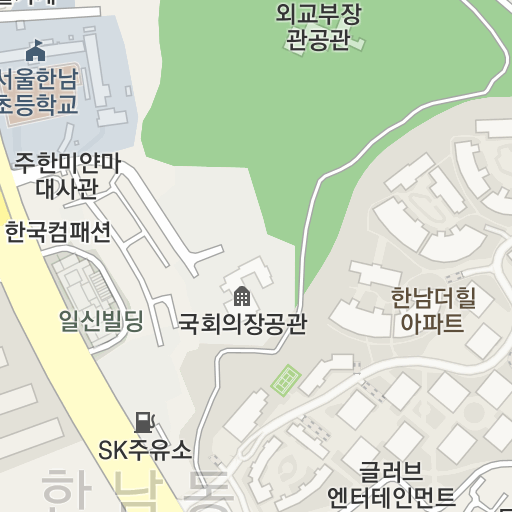 외교부장
관공관
서울한남
초등학교
주한미얀마
대사관
한국컴패션
한남더힐
아파트
일신빌딩
국회의장공관
SK주유소
글러브
엔터테인먼트
한남동